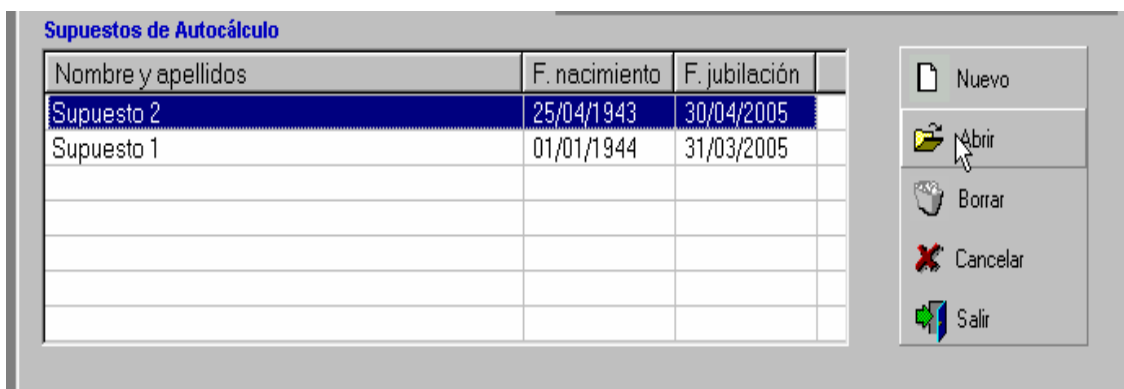 Supuestos de Autocálculo
Nombre y apellidos F. nacimiento F. jubilación
Supuesto 2 25/04/1943 30/04/2005
Supuesto 1 01/01/1944 31/03/2005
Nuevo
Abrir
Borrar
Cancelar
Salir